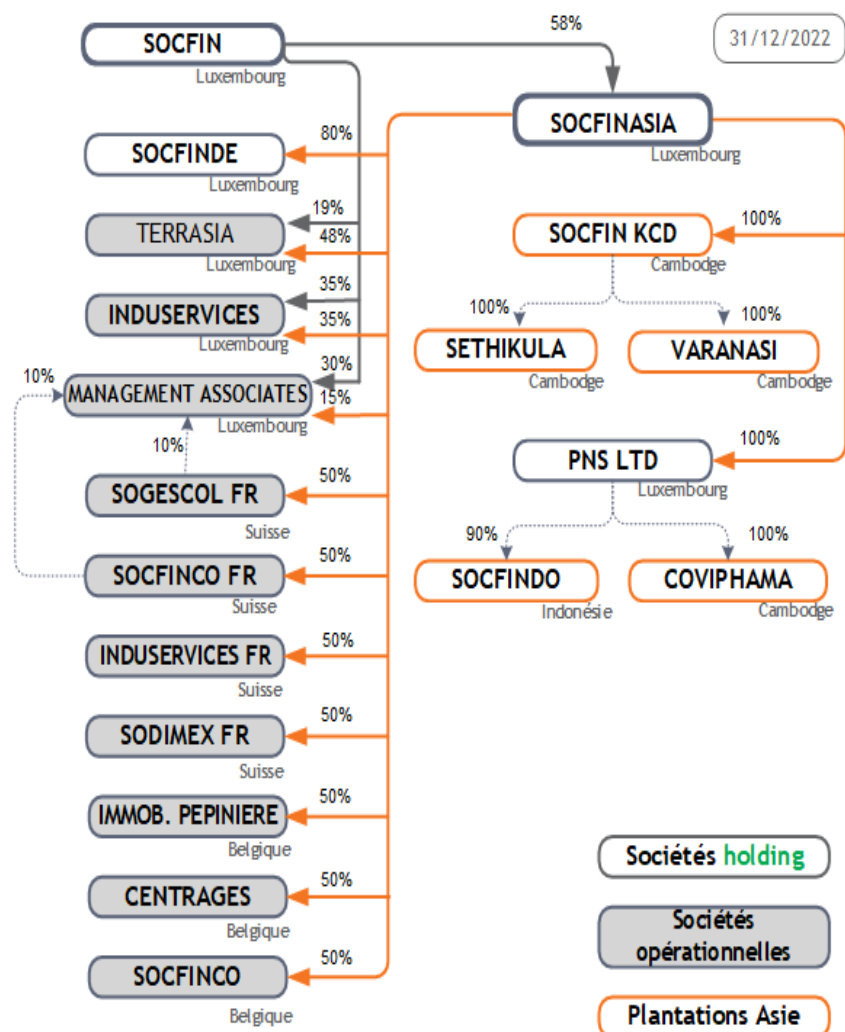 58%
31/12/2022
SOCFIN
Luxembourg
SOCFINASIA
Luxembourg
80%
SOCFINDE
Luxembourg
19%
TERRASIA
48%
Luxembourg
100%
SOCFIN KCD
Cambodge
35%
INDUSERVICES
35%
Luxembourg
100%
SETHIKULA
Cambodge
100%
VARANASI
Cambodge
10%
30%
MANAGEMENT ASSOCIATES
15%
Luxembourg
10%
100%
PNS LTD
Luxembourg
50%
SOGESCOL FR
Suisse
50%
SOCFINCO FR
Suisse
90%
SOCFINDO
Indonésie
100%
COVIPHAMA
Cambodge
50%
INDUSERVICES FR
Suisse
50%
SODIMEX FR
Suisse
50%
IMMOB. PEPINIERE
Belgique
50%
CENTRAGES
Belgique
50%
SOCFINCO
Belgique
Sociétés holding
Sociétés
opérationnelles
Plantations Asie